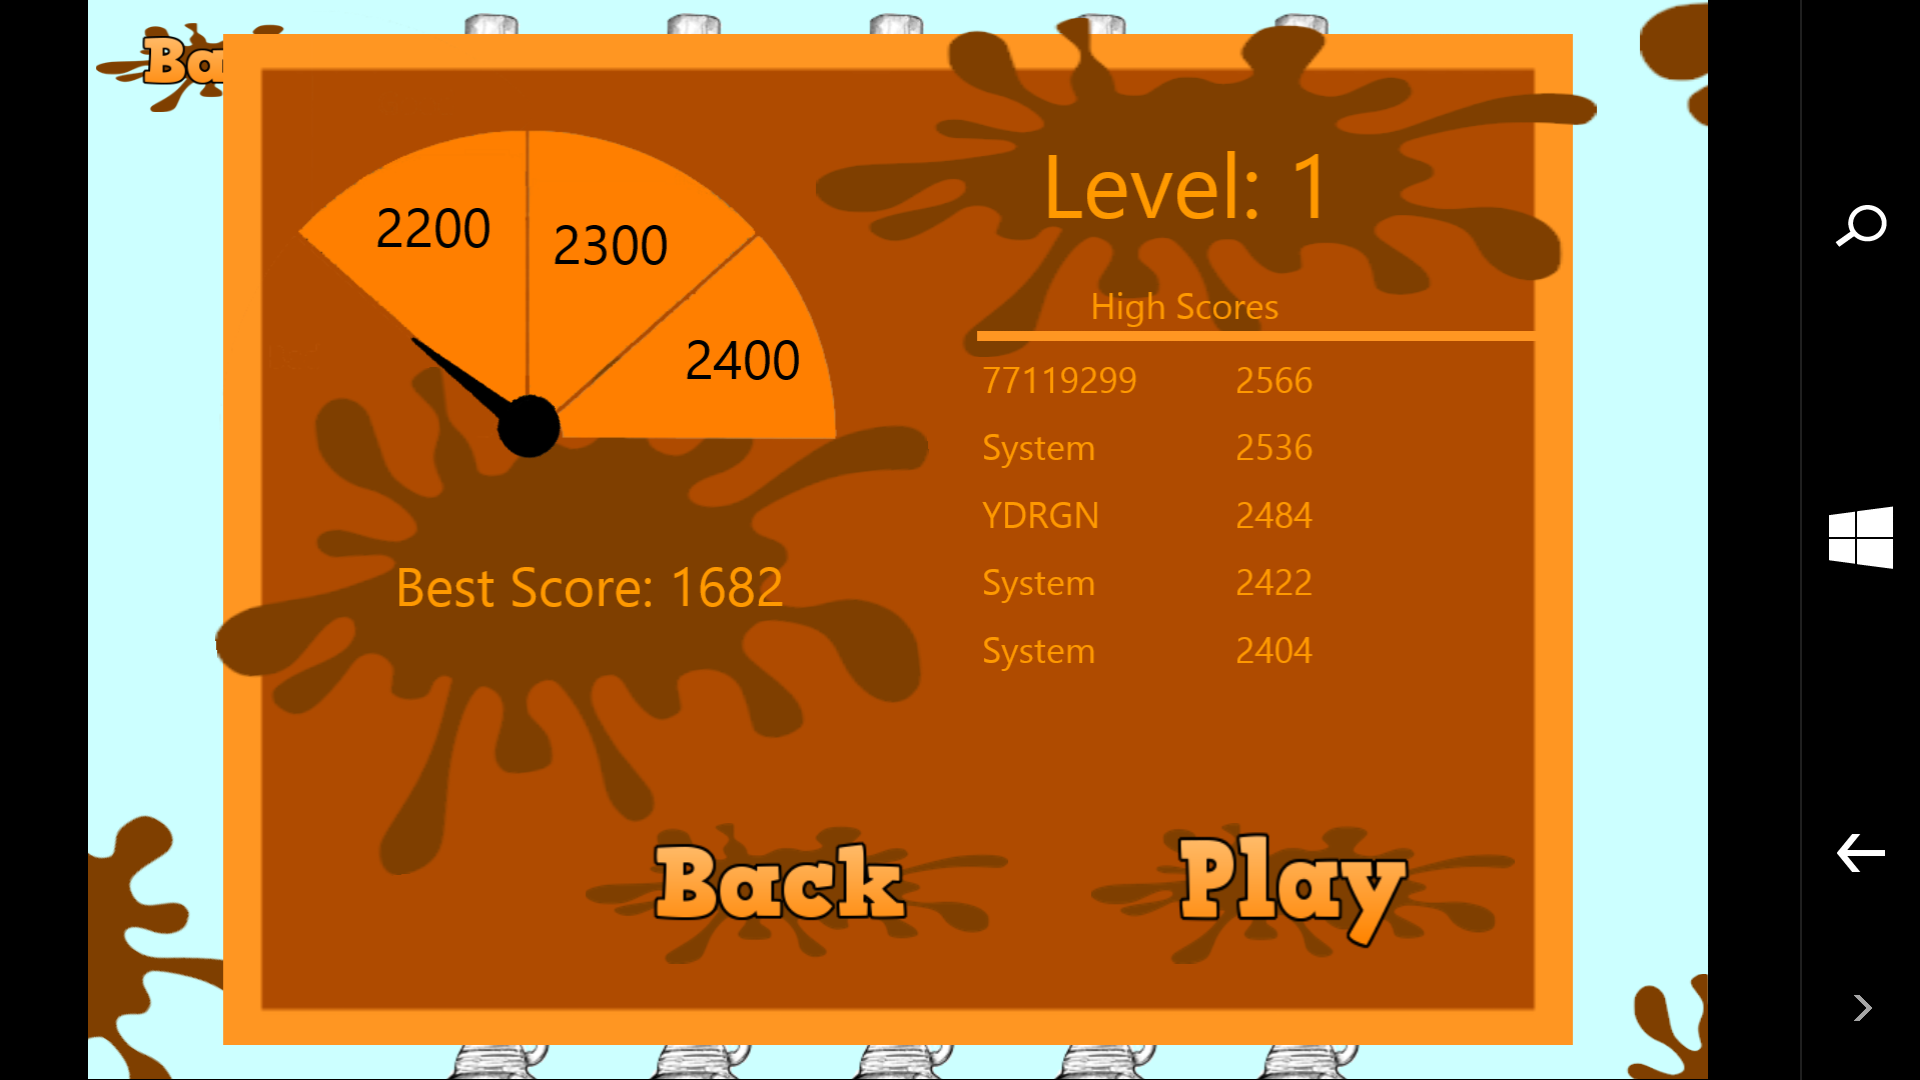 Ba
2200
2300
2400
Best Score: 1682
Level: 1
High Scores
77119299 2566
System 2536
YDRGN 2484
System 2422
System 2404
Back
Play